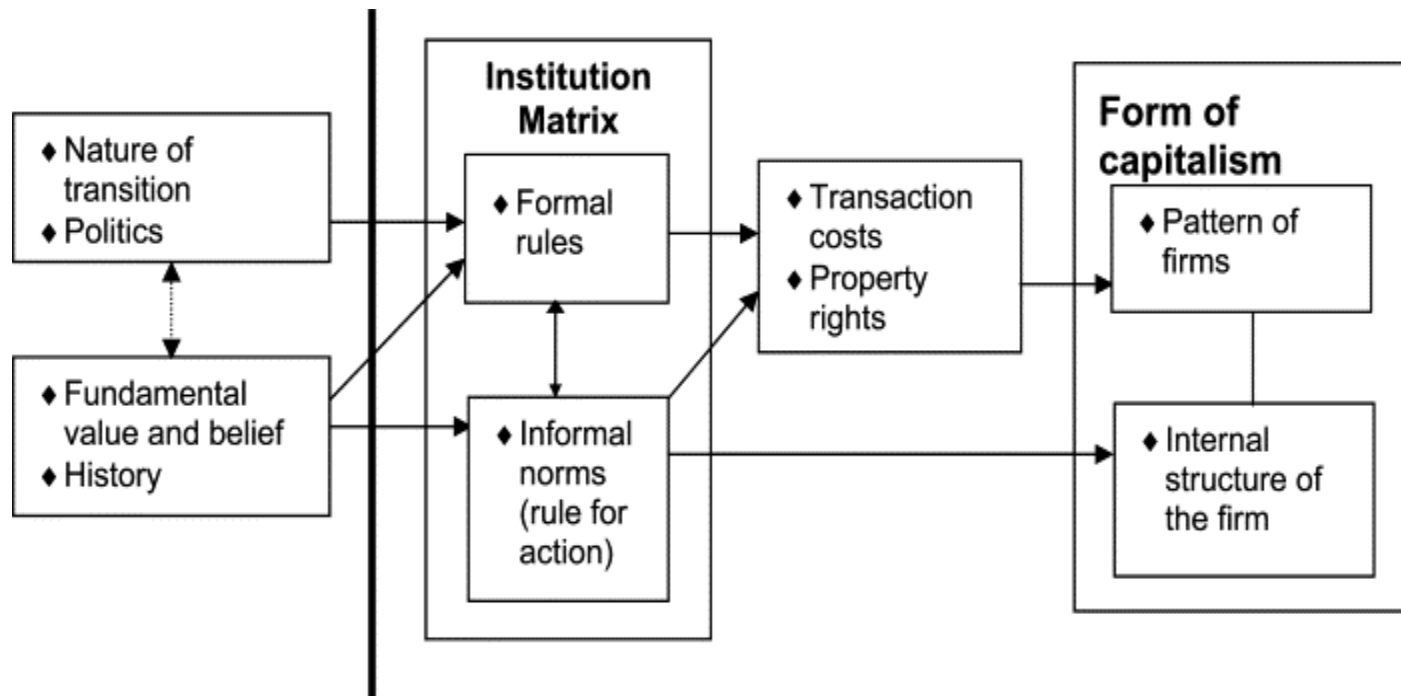 ♦ Nature of
transition
♦ Politics
♦ Fundamental
value and belief
♦ History
Institution
Matrix
♦ Formal
rules
♦ Informal
norms
(rule for
action)
♦ Transaction
costs
♦ Property
rights
Form of
capitalism
♦ Pattern of
firms
♦ Internal
structure of
the firm